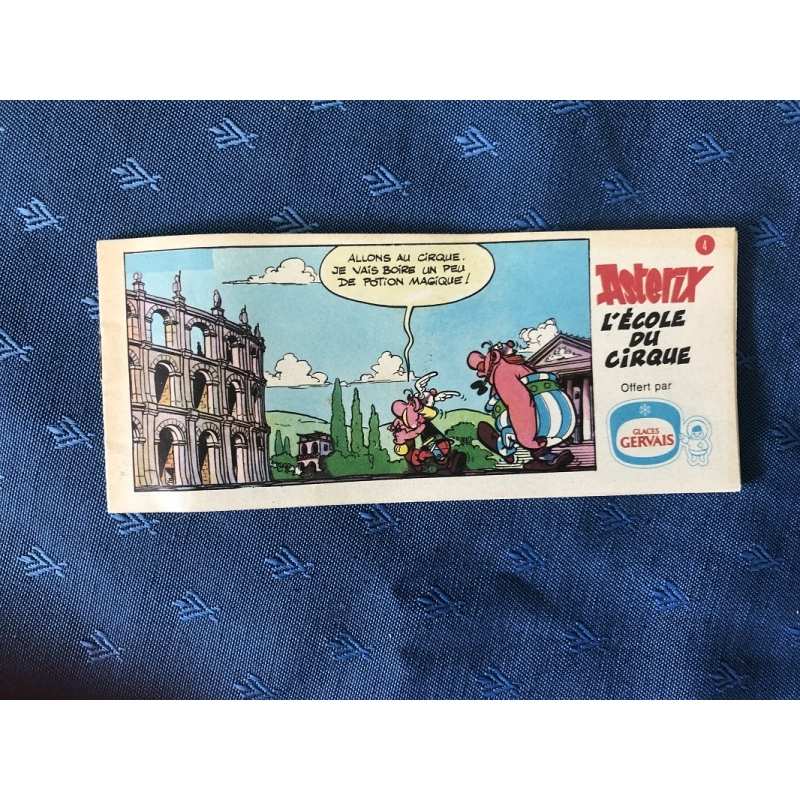 ALLONS AU CIRQUE.
JE VAIS BOIRE UN PEU
DE POTION MAGIQUE!
4
Asterix
L'ÉCOLE
DU
CIRQUE
Offert par
GLACES
GERVAIS